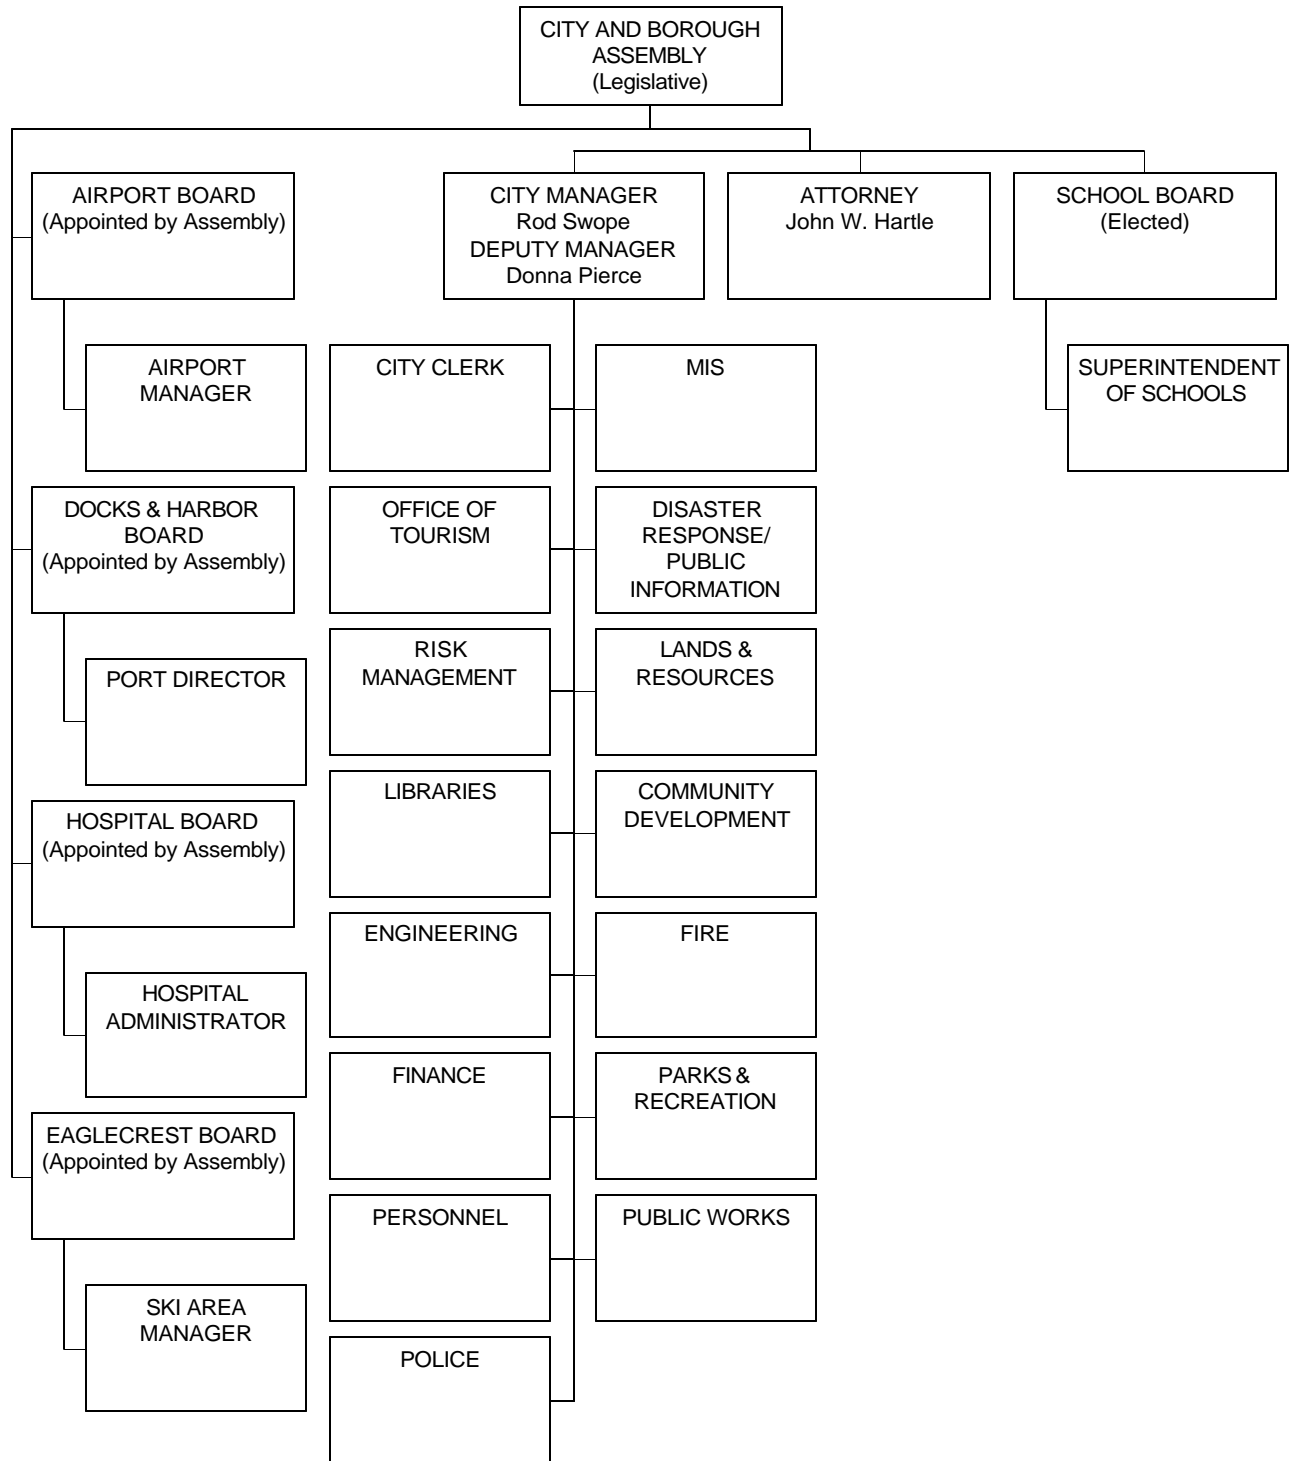 CITY AND BOROUGH
ASSEMBLY
(Legislative)
AIRPORT BOARD
(Appointed by Assembly)
CITY MANAGER
Rod Swope
DEPUTY MANAGER
Donna Pierce
ATTORNEY
John W. Hartle
SCHOOL BOARD
(Elected)
AIRPORT
MANAGER
CITY CLERK
MIS
SUPERINTENDENT
OF SCHOOLS
DOCKS & HARBOR
BOARD
(Appointed by Assembly)
OFFICE OF
TOURISM
DISASTER
RESPONSE/
PUBLIC
INFORMATION
PORT DIRECTOR
RISK
MANAGEMENT
LANDS &
RESOURCES
HOSPITAL BOARD
(Appointed by Assembly)
LIBRARIES
COMMUNITY
DEVELOPMENT
HOSPITAL
ADMINISTRATOR
ENGINEERING
FIRE
EAGLECREST BOARD
(Appointed by Assembly)
FINANCE
PARKS &
RECREATION
SKI AREA
MANAGER
PERSONNEL
PUBLIC WORKS
POLICE